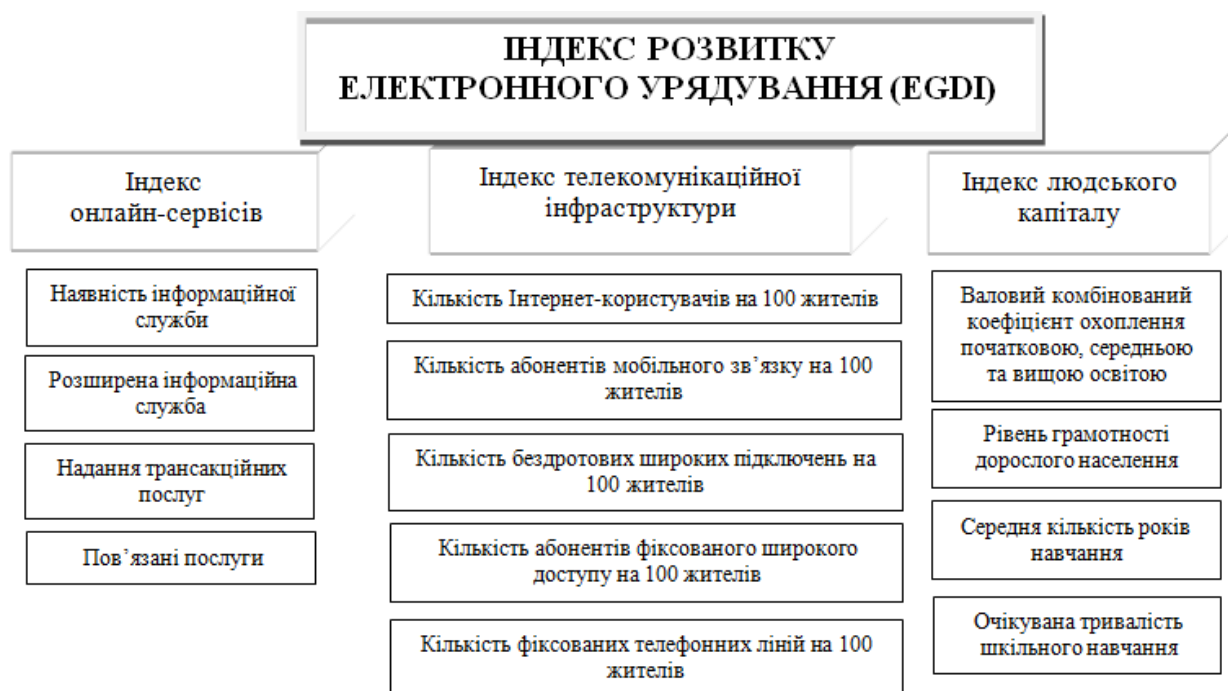 ІНДЕКС РОЗВИТКУ
ЕЛЕКТРОННОГО УРЯДУВАННЯ (EGDI)
Індекс
онлайн-сервісів
Наявність інформаційної
служби
Розширена інформаційна
служба
Надання трансакційних
послуг
Пов’язані послуги
Індекс телекомунікаційної
інфраструктури
Кількість Інтернет-користувачів на 100 жителів
Кількість абонентів мобільного зв’язку на 100
жителів
Кількість бездротових широких підключень на
100 жителів
Кількість абонентів фіксованого широкого
доступу на 100 жителів
Кількість фіксованих телефонних ліній на 100
жителів
Індекс людського
капіталу
Валовий комбінований
коефіцієнт охоплення
початковою, середньою
та вищою освітою
Рівень грамотності
дорослого населення
Середня кількість років
навчання
Очікувана тривалість
шкільного навчання